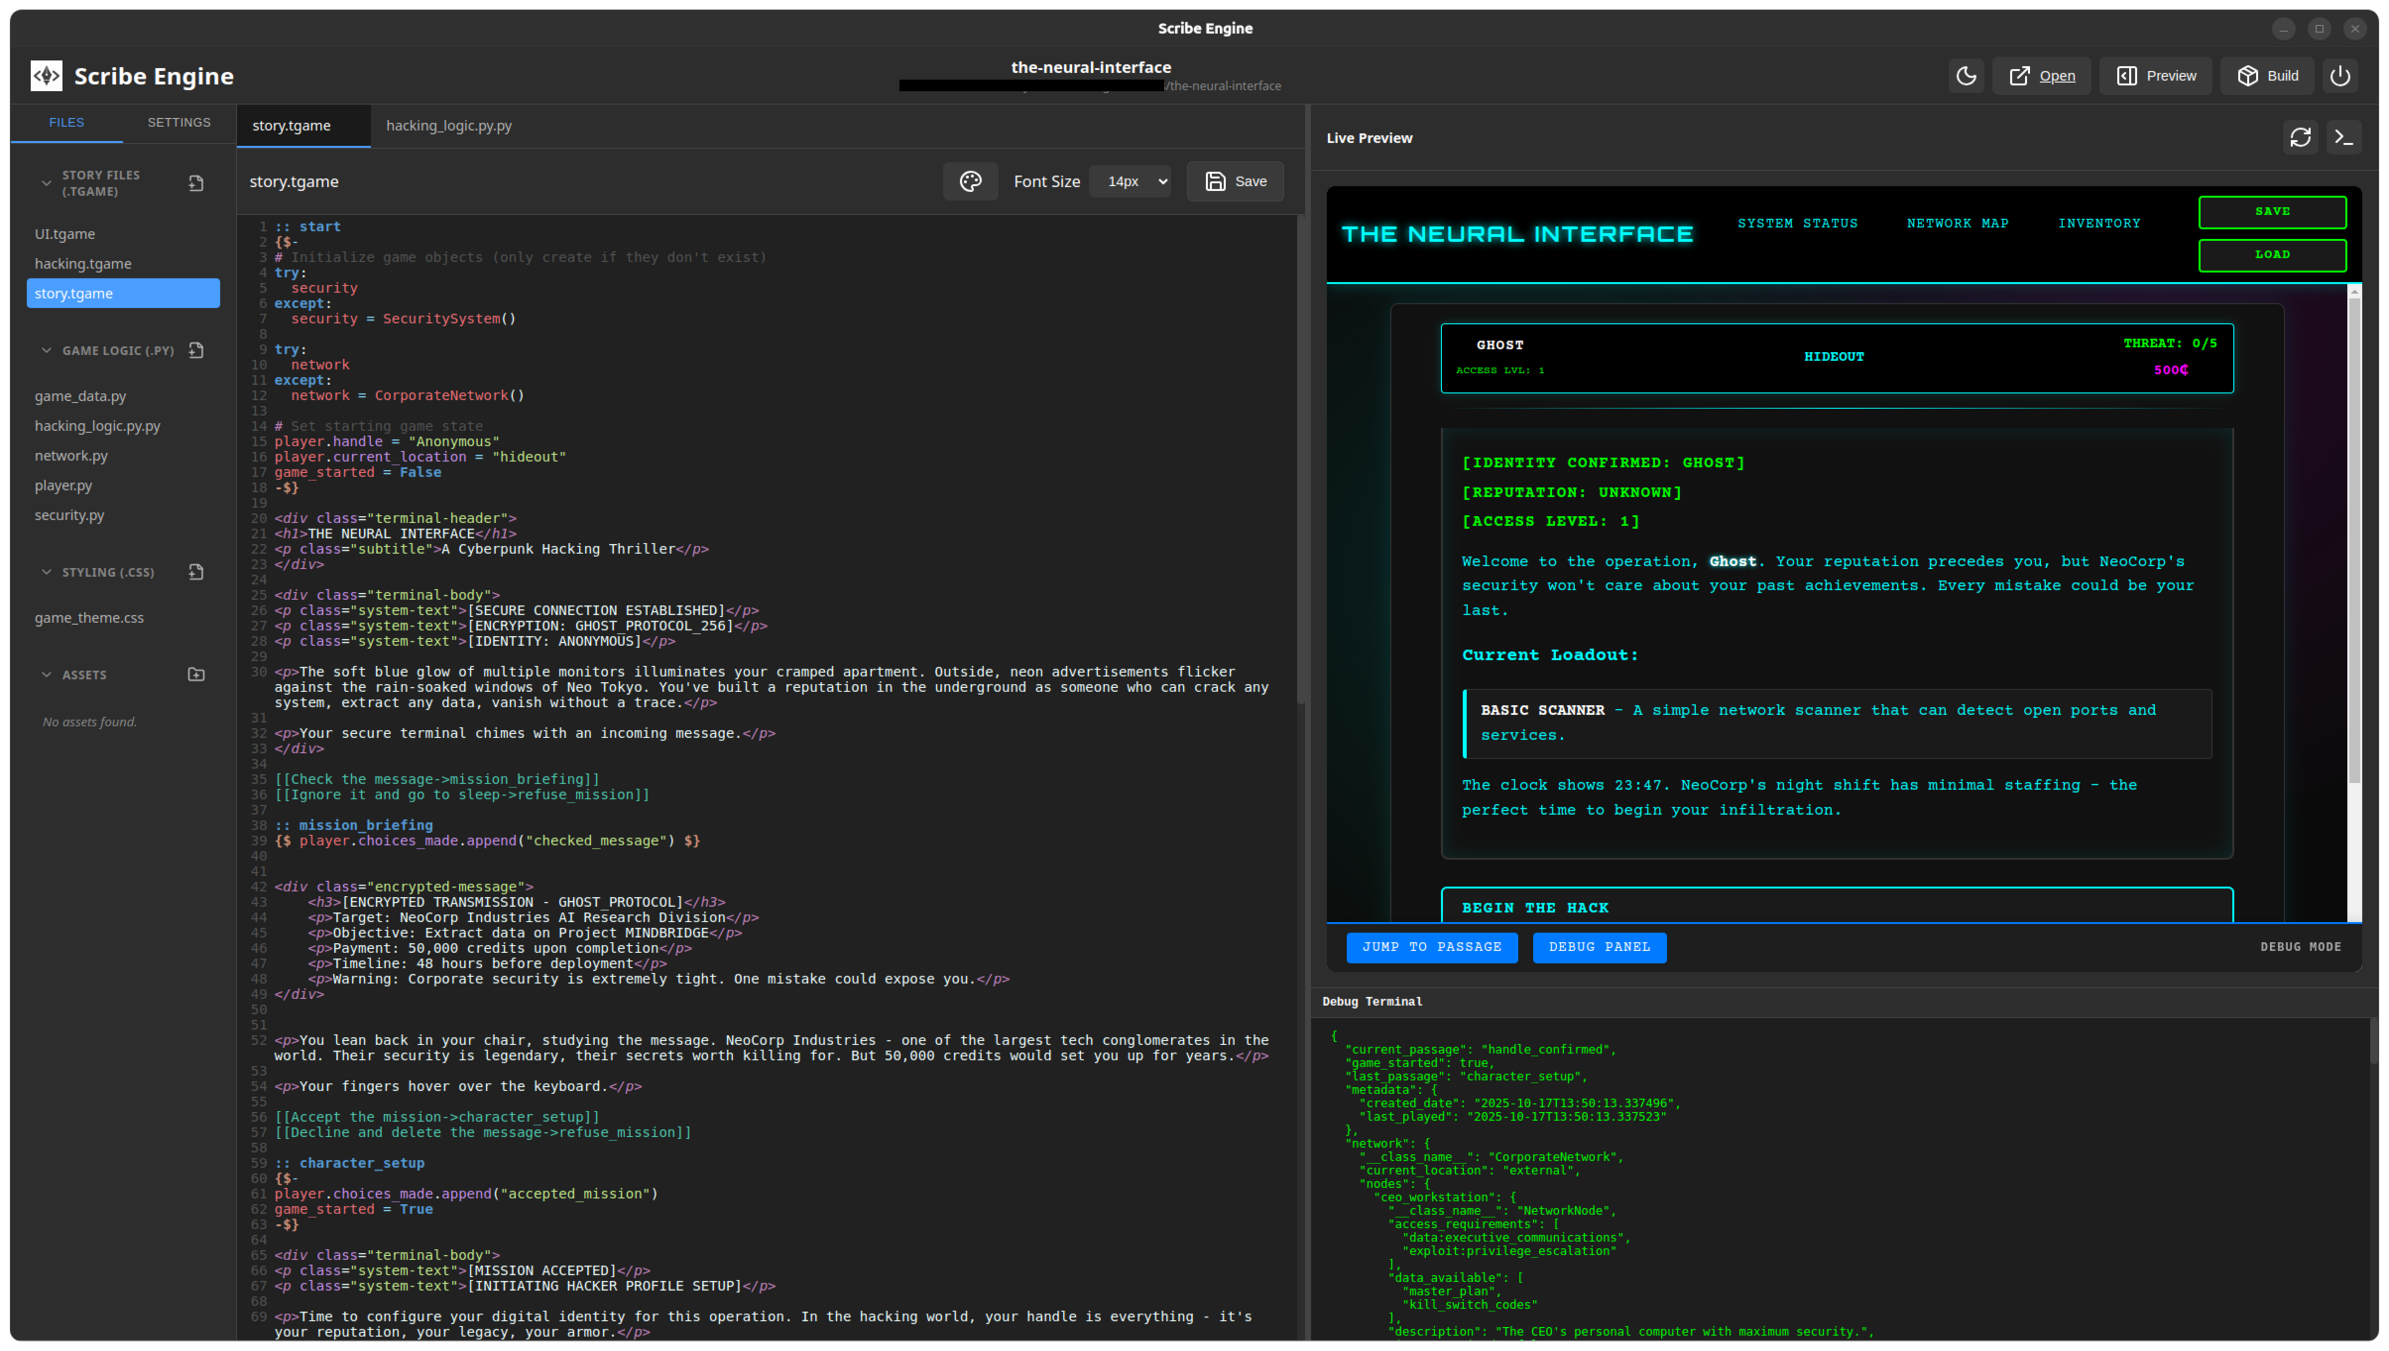 Scribe Engine
Scribe Engine
the-neural-interface
/the-neural-interface
Open
Preview
Build
FILES
SETTINGS
STORY FILES
(.TGAME)
UI.tgame
hacking.tgame
story.tgame
GAME LOGIC (.PY)
game_data.py
hacking_logic.py.py
network.py
player.py
security.py
STYLING (.CSS)
game_theme.css
ASSETS
No assets found.
story.tgame
hacking_logic.py.py
story.tgame
Font Size
14px
Save
1 :: start
2 {$-
3 # Initialize game objects (only create if they don't exist)
4 try:
5   security
6 except:
7   security = SecuritySystem()
8
9 try:
10   network
11 except:
12   network = CorporateNetwork()
13
14 # Set starting game state
15 player.handle = "Anonymous"
16 player.current_location = "hideout"
17 game_started = False
18 -$}
19
20 <div class="terminal-header">
21 <h1>THE NEURAL INTERFACE</h1>
22 <p class="subtitle">A Cyberpunk Hacking Thriller</p>
23 </div>
24
25 <div class="terminal-body">
26 <p class="system-text">[SECURE CONNECTION ESTABLISHED]</p>
27 <p class="system-text">[ENCRYPTION: GHOST_PROTOCOL_256]</p>
28 <p class="system-text">[IDENTITY: ANONYMOUS]</p>
29
30 <p>The soft blue glow of multiple monitors illuminates your cramped apartment. Outside, neon advertisements flicker
against the rain-soaked windows of Neo Tokyo. You've built a reputation in the underground as someone who can crack any
system, extract any data, vanish without a trace.</p>
31
32 <p>Your secure terminal chimes with an incoming message.</p>
33 </div>
34
35 [[Check the message->mission_briefing]]
36 [[Ignore it and go to sleep->refuse_mission]]
37
38 :: mission_briefing
39 {$ player.choices_made.append("checked_message") $}
40
41
42 <div class="encrypted-message">
43     <h3>[ENCRYPTED TRANSMISSION - GHOST_PROTOCOL]</h3>
44     <p>Target: NeoCorp Industries AI Research Division</p>
45     <p>Objective: Extract data on Project MINDBRIDGE</p>
46     <p>Payment: 50,000 credits upon completion</p>
47     <p>Timeline: 48 hours before deployment</p>
48     <p>Warning: Corporate security is extremely tight. One mistake could expose you.</p>
49 </div>
50
51
52 <p>You lean back in your chair, studying the message. NeoCorp Industries - one of the largest tech conglomerates in the
world. Their security is legendary, their secrets worth killing for. But 50,000 credits would set you up for years.</p>
53
54 <p>Your fingers hover over the keyboard.</p>
55
56 [[Accept the mission->character_setup]]
57 [[Decline and delete the message->refuse_mission]]
58
59 :: character_setup
60 {$-
61 player.choices_made.append("accepted_mission")
62 game_started = True
63 -$}
64
65 <div class="terminal-body">
66 <p class="system-text">[MISSION ACCEPTED]</p>
67 <p class="system-text">[INITIATING HACKER PROFILE SETUP]</p>
68
69 <p>Time to configure your digital identity for this operation. In the hacking world, your handle is everything - it's
your reputation, your legacy, your armor.</p>
Live Preview
THE NEURAL INTERFACE
SYSTEM STATUS
NETWORK MAP
INVENTORY
SAVE
LOAD
GHOST
ACCESS LVL: 1
HIDEOUT
THREAT: 0/5
500₵
[IDENTITY CONFIRMED: GHOST]
[REPUTATION: UNKNOWN]
[ACCESS LEVEL: 1]
Welcome to the operation, Ghost. Your reputation precedes you, but NeoCorp's
security won't care about your past achievements. Every mistake could be your
last.
Current Loadout:
BASIC SCANNER - A simple network scanner that can detect open ports and
services.
The clock shows 23:47. NeoCorp's night shift has minimal staffing - the
perfect time to begin your infiltration.
BEGIN THE HACK
JUMP TO PASSAGE
DEBUG PANEL
DEBUG MODE
Debug Terminal
{
  "current_passage": "handle_confirmed",
  "game_started": true,
  "last_passage": "character_setup",
  "metadata": {
    "created_date": "2025-10-17T13:50:13.337496",
    "last_played": "2025-10-17T13:50:13.337523"
  },
  "network": {
    "__class_name__": "CorporateNetwork",
    "current_location": "external",
    "nodes": {
      "ceo_workstation": {
        "__class_name__": "NetworkNode",
        "access_requirements": [
          "data:executive_communications",
          "exploit:privilege_escalation"
        ],
        "data_available": [
          "master_plan",
          "kill_switch_codes"
        ],
        "description": "The CEO's personal computer with maximum security.",